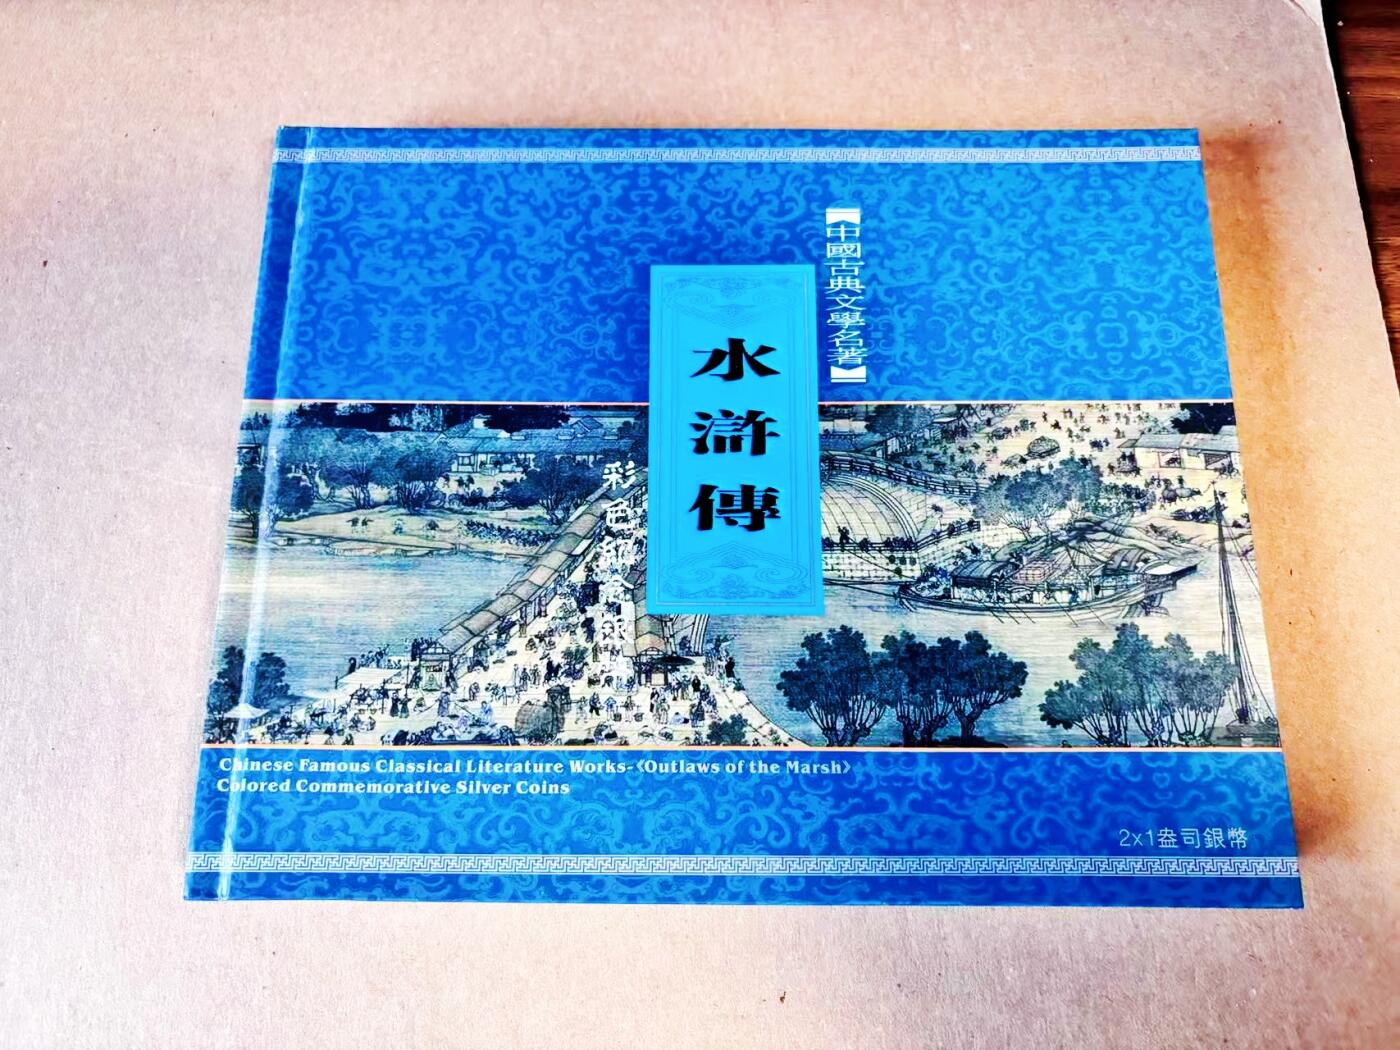 【中國古典文學名著】
水滸傳
彩色紀念銀
Chinese Famous Classical Literature Works-《Outlaws of the Marsh》
Colored Commemorative Silver Coins
2x1盎司銀幣